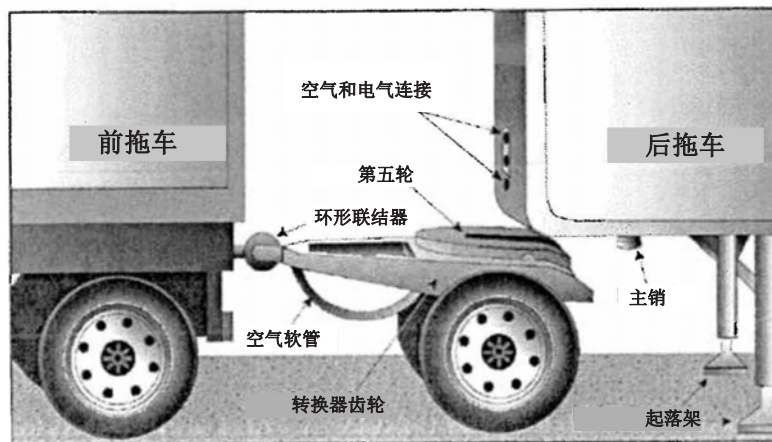 空气和电气连接
前拖车
后拖车
第五轮
环形联结器
主销
空气软管
转换器齿轮
起落架